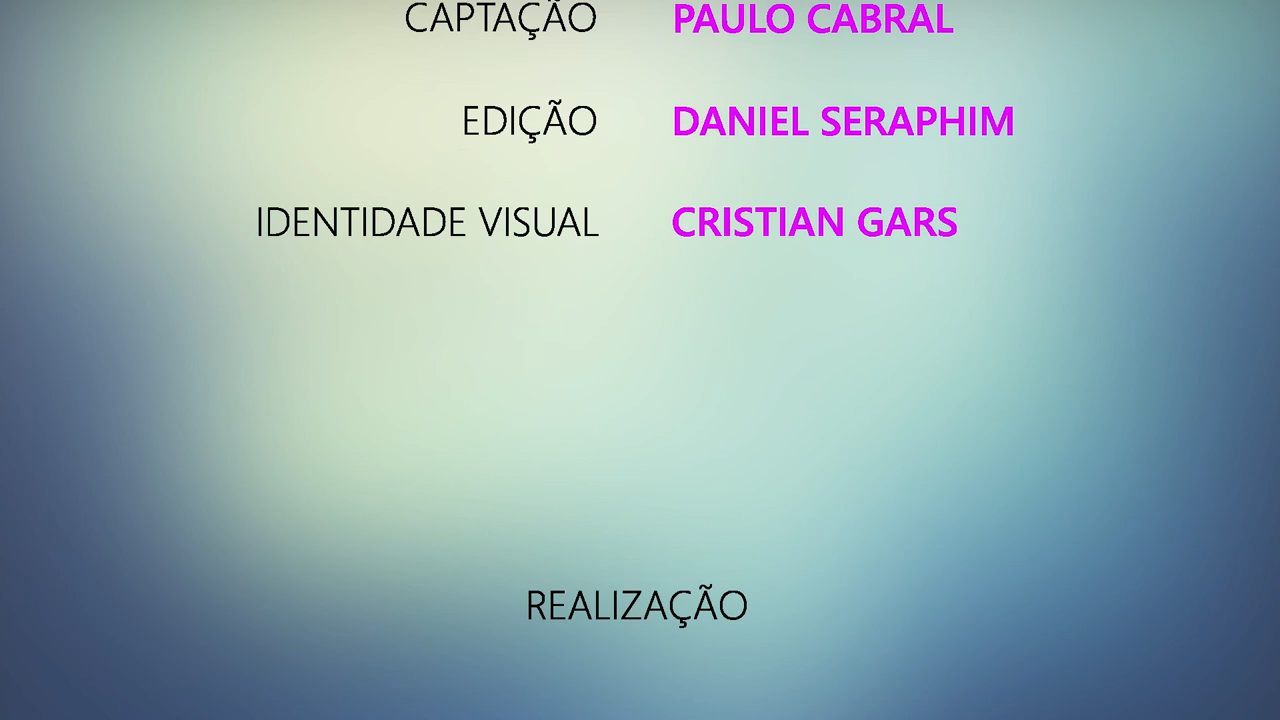 CAPTAÇÃO PAULO CABRAL
EDIÇÃO DANIEL SERAPHIM
IDENTIDADE VISUAL CRISTIAN GARS
REALIZAÇÃO